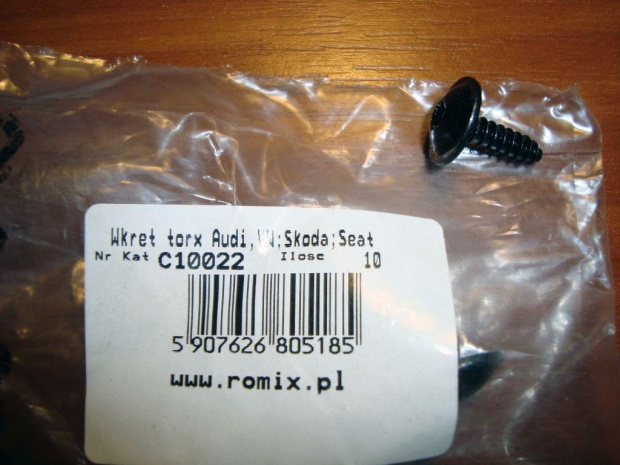 Wkret torx Audi,VW;Skoda;Seat
Nr Kat C10022 Ilosc 10
5 907626 805185
www.romix.pl